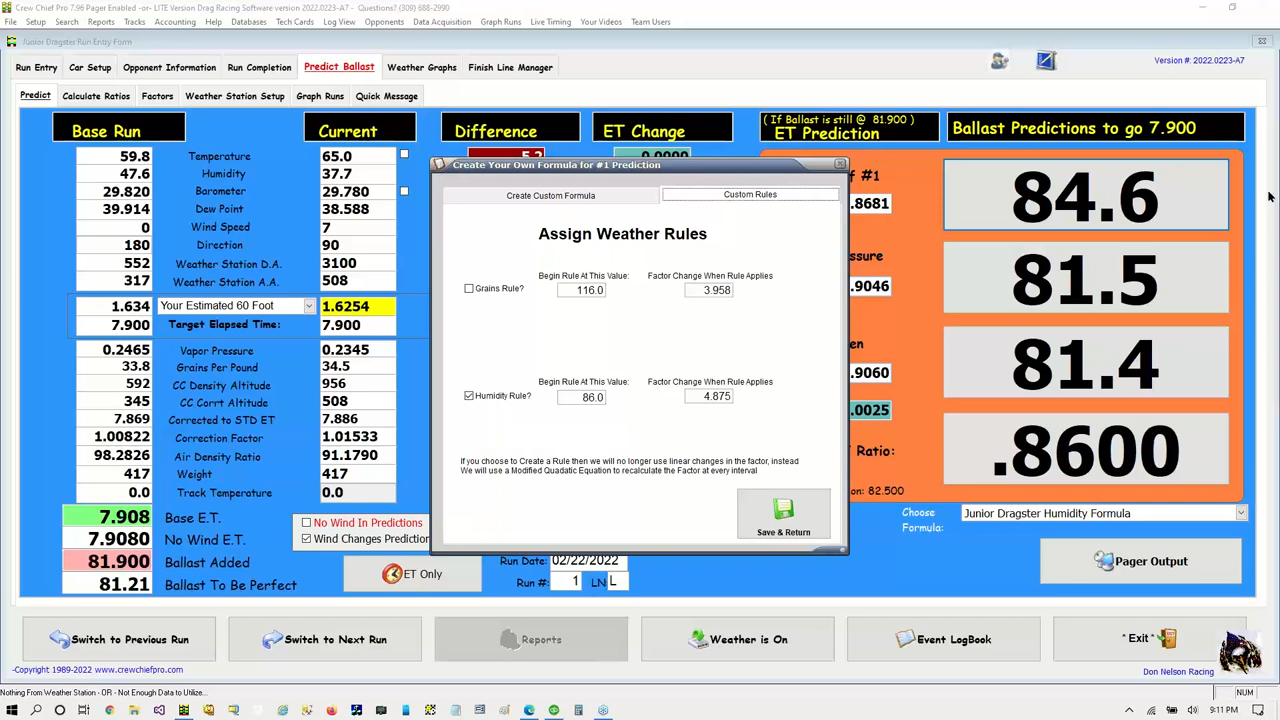 Crew Chief Pro 7.96 Pager Enabled -or- LITE Version Drag Racing Software version 2022.0223-A7 - Questions? (309) 688-2990
File Setup Search Reports Tracks Accounting Help Databases Tech Cards Log View Opponents Data Acquisition Graph Runs Live Timing Your Videos Team Users
Junior Dragster Run Entry Form
Run Entry Car Setup Opponent Information Run Completion Predict Ballast Weather Graphs Finish Line Manager Version #: 2022.0223-A7
Predict Calculate Ratios Factors Weather Station Setup Graph Runs Quick Message
Base Run Current Difference ET Change ( If Ballast is still @ 81.900 ) ET Prediction Ballast Predictions to go 7.900
59.8 Temperature 65.0
47.6 Humidity 37.7
29.820 Barometer 29.780
39.914 Dew Point 38.588
0 Wind Speed 7
180 Direction 90
552 Weather Station D.A. 3100
317 Weather Station A.A. 508
1.634 Your Estimated 60 Foot 1.6254
7.900 Target Elapsed Time: 7.900
0.2465 Vapor Pressure 0.2345
33.8 Grains Per Pound 34.5
592 CC Density Altitude 956
345 CC Corrt Altitude 508
7.869 Corrected to STD ET 7.886
1.00822 Correction Factor 1.01533
98.2826 Air Density Ratio 91.1790
417 Weight 417
0.0 Track Temperature 0.0
7.908 Base E.T.
7.9080 No Wind E.T.
81.900 Ballast Added
81.21 Ballast To Be Perfect
No Wind In Predictions
Wind Changes Prediction
ET Only
Run Date: 02/22/2022
Run #: 1 LN: L
Create Your Own Formula for #1 Prediction
Create Custom Formula Custom Rules
Assign Weather Rules
Begin Rule At This Value: Factor Change When Rule Applies
Grains Rule? 116.0 3.958
Begin Rule At This Value: Factor Change When Rule Applies
Humidity Rule? 86.0 4.875
If you choose to Create a Rule then we will no longer use linear changes in the factor, instead
We will use a Modified Quadatic Equation to recalculate the Factor at every interval
Save & Return
f #1
.8681
84.6
ssure
.9046
81.5
en
.9060
81.4
.0025
Ratio:
.8600
on: 82.500
Choose Formula: Junior Dragster Humidity Formula
Pager Output
Switch to Previous Run Switch to Next Run Reports Weather is On Event LogBook * Exit *
-Copyright 1989-2022 www.crewchiefpro.com Don Nelson Racing
Nothing From Weather Station - OR - Not Enough Data to Utilize... NUM
9:11 PM